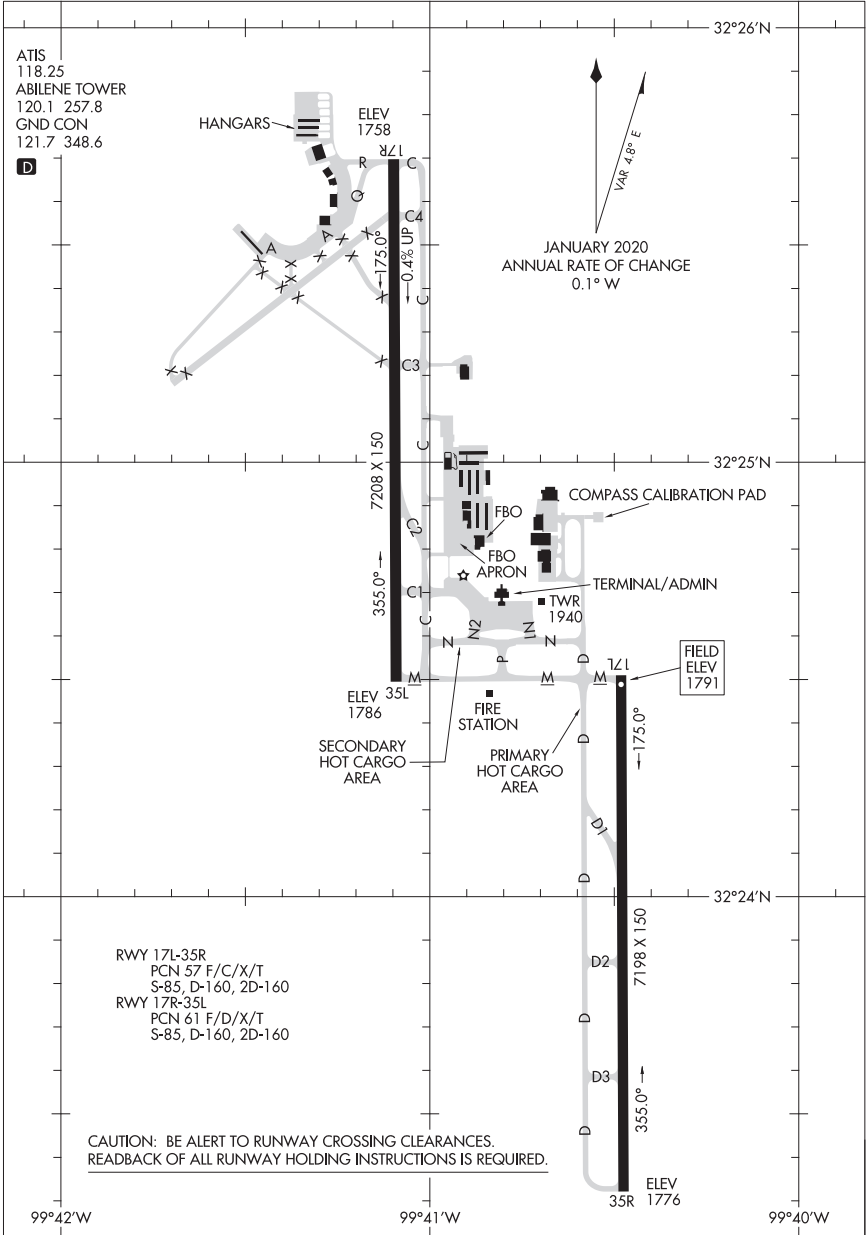 32°26'N
ATIS
118.25
ABILENE TOWER
120.1 257.8
GND CON
121.7 348.6
D
HANGARS
ELEV
1758
17R
R
C
Q
C4
A
A
175.0°
0.4% UP
C
C3
VAR 4.8° E
JANUARY 2020
ANNUAL RATE OF CHANGE
0.1° W
X
X
X
X
X
X
X
X
X
X
X
X
X
X
7208 X 150
C
32°25'N
COMPASS CALIBRATION PAD
FBO
C2
FBO
APRON
355.0°
C1
TERMINAL/ADMIN
TWR
1940
C
N
N2
N1
N
P
D
17L
FIELD
ELEV
1791
M
M
M
ELEV
1786
35L
FIRE
STATION
SECONDARY
HOT CARGO
AREA
PRIMARY
HOT CARGO
AREA
D
175.0°
D1
D
32°24'N
7198 X 150
RWY 17L-35R
PCN 57 F/C/X/T
S-85, D-160, 2D-160
RWY 17R-35L
PCN 61 F/D/X/T
S-85, D-160, 2D-160
D2
D
D3
355.0°
D
CAUTION: BE ALERT TO RUNWAY CROSSING CLEARANCES.
READBACK OF ALL RUNWAY HOLDING INSTRUCTIONS IS REQUIRED.
35R
ELEV
1776
99°42'W
99°41'W
99°40'W